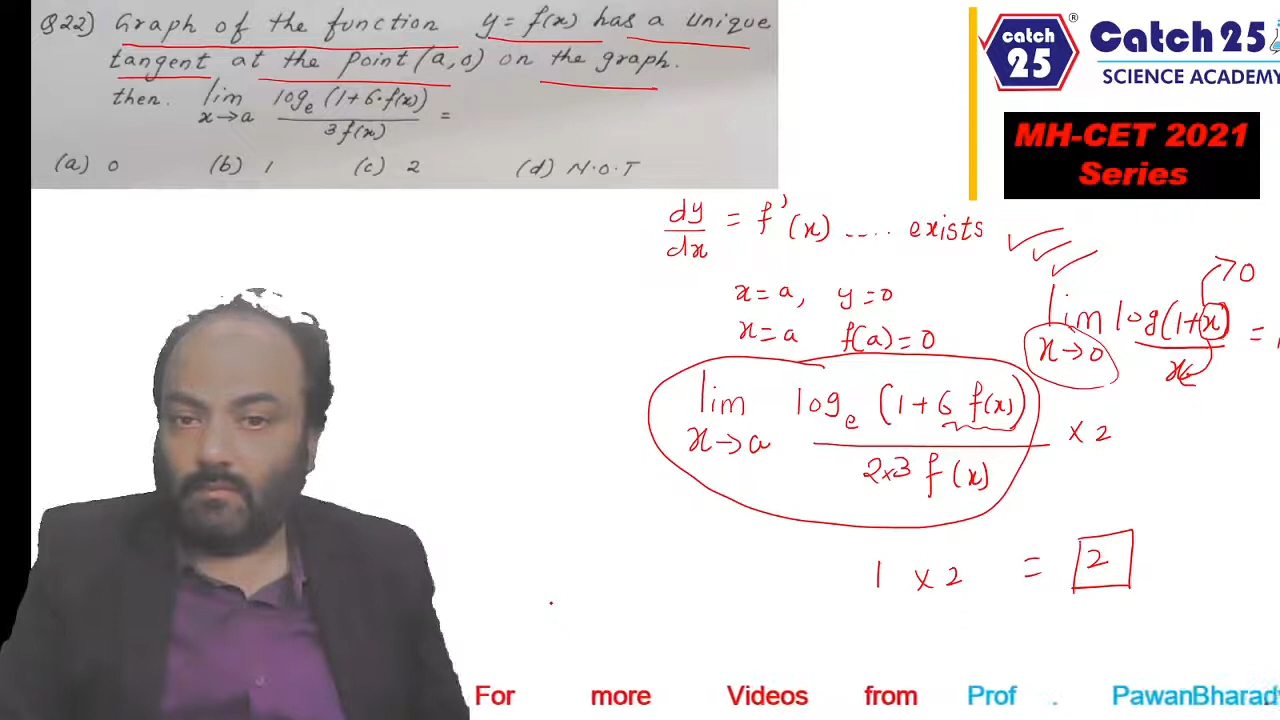 Q22) Graph of the function y = f(x) has a unique
tangent at the point (a, 0) on the graph.
then. lim x→a log_e (1+6·f(x)) / 3 f(x) =
(a) 0 (b) 1 (c) 2 (d) N.O.T
CATCH 25
®
Catch 25
SCIENCE ACADEMY
MH-CET 2021
Series
dy/dx = f'(x) .... exists
x = a, y = 0
x = a f(a) = 0
lim x→0 log(1+x) / x =
→0
lim x→a log_e (1+6 f(x)) / 2×3 f(x) × 2
1 × 2 = 2
For more Videos from Prof . PawanBharad